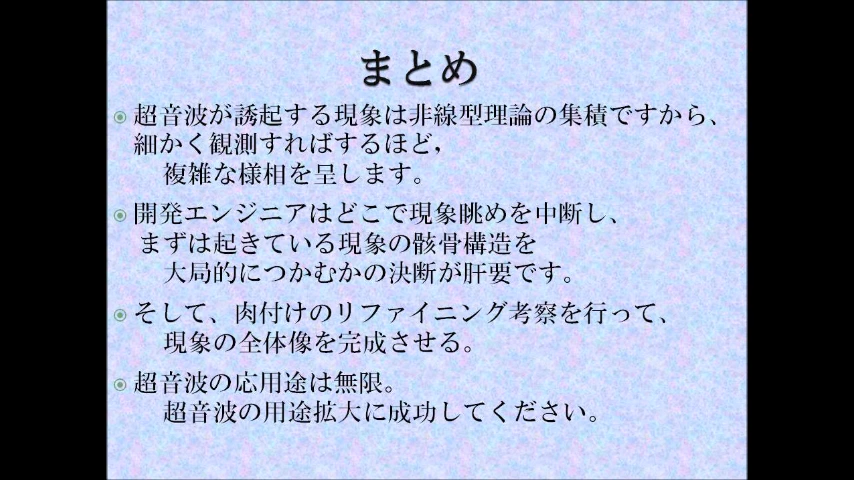 まとめ
超音波が誘起する現象は非線型理論の集積ですから、
細かく観測すればするほど，
複雑な様相を呈します。
開発エンジニアはどこで現象眺めを中断し、
まずは起きている現象の骸骨構造を
大局的につかむかの決断が肝要です。
そして、肉付けのリファイニング考察を行って、
現象の全体像を完成させる。
超音波の応用途は無限。
超音波の用途拡大に成功してください。